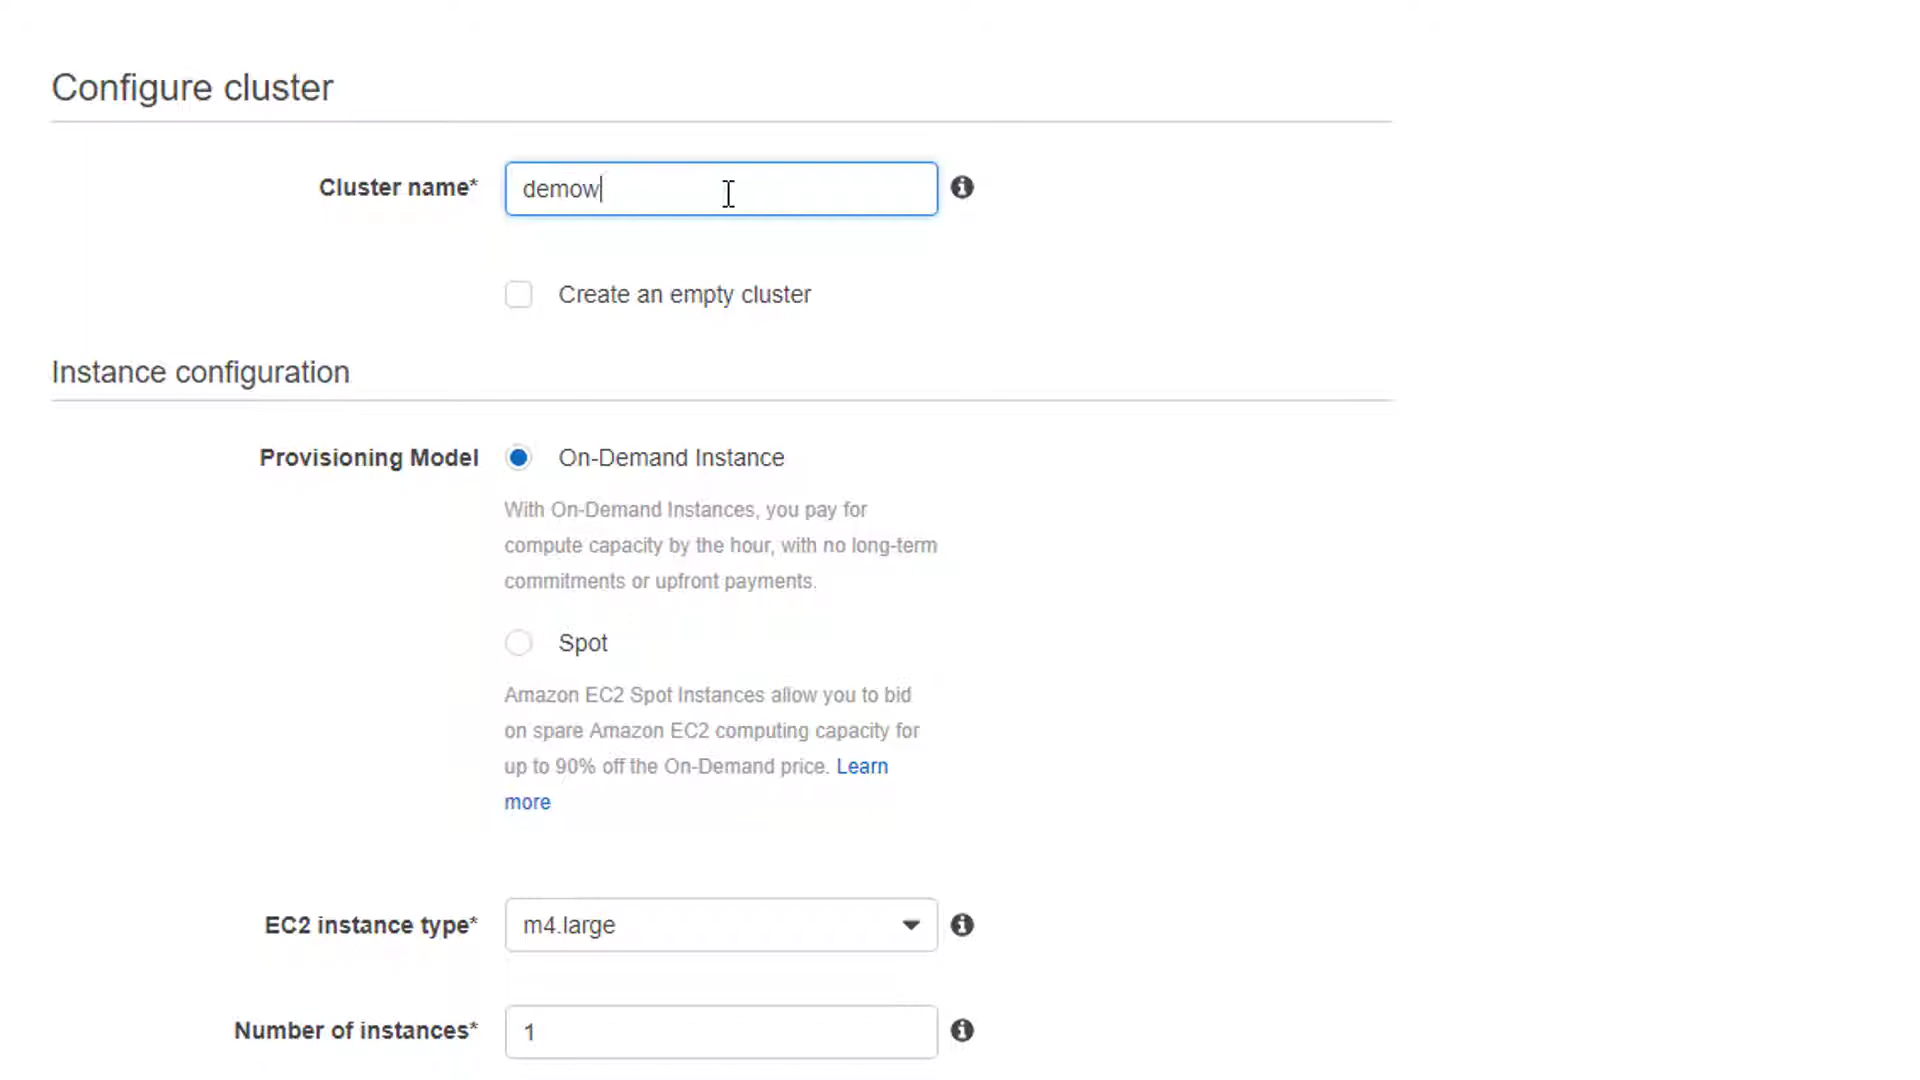 Configure cluster
Cluster name*
demow
Create an empty cluster
Instance configuration
Provisioning Model
On-Demand Instance
With On-Demand Instances, you pay for
compute capacity by the hour, with no long-term
commitments or upfront payments.
Spot
Amazon EC2 Spot Instances allow you to bid
on spare Amazon EC2 computing capacity for
up to 90% off the On-Demand price. Learn
more
EC2 instance type*
m4.large
Number of instances*
1